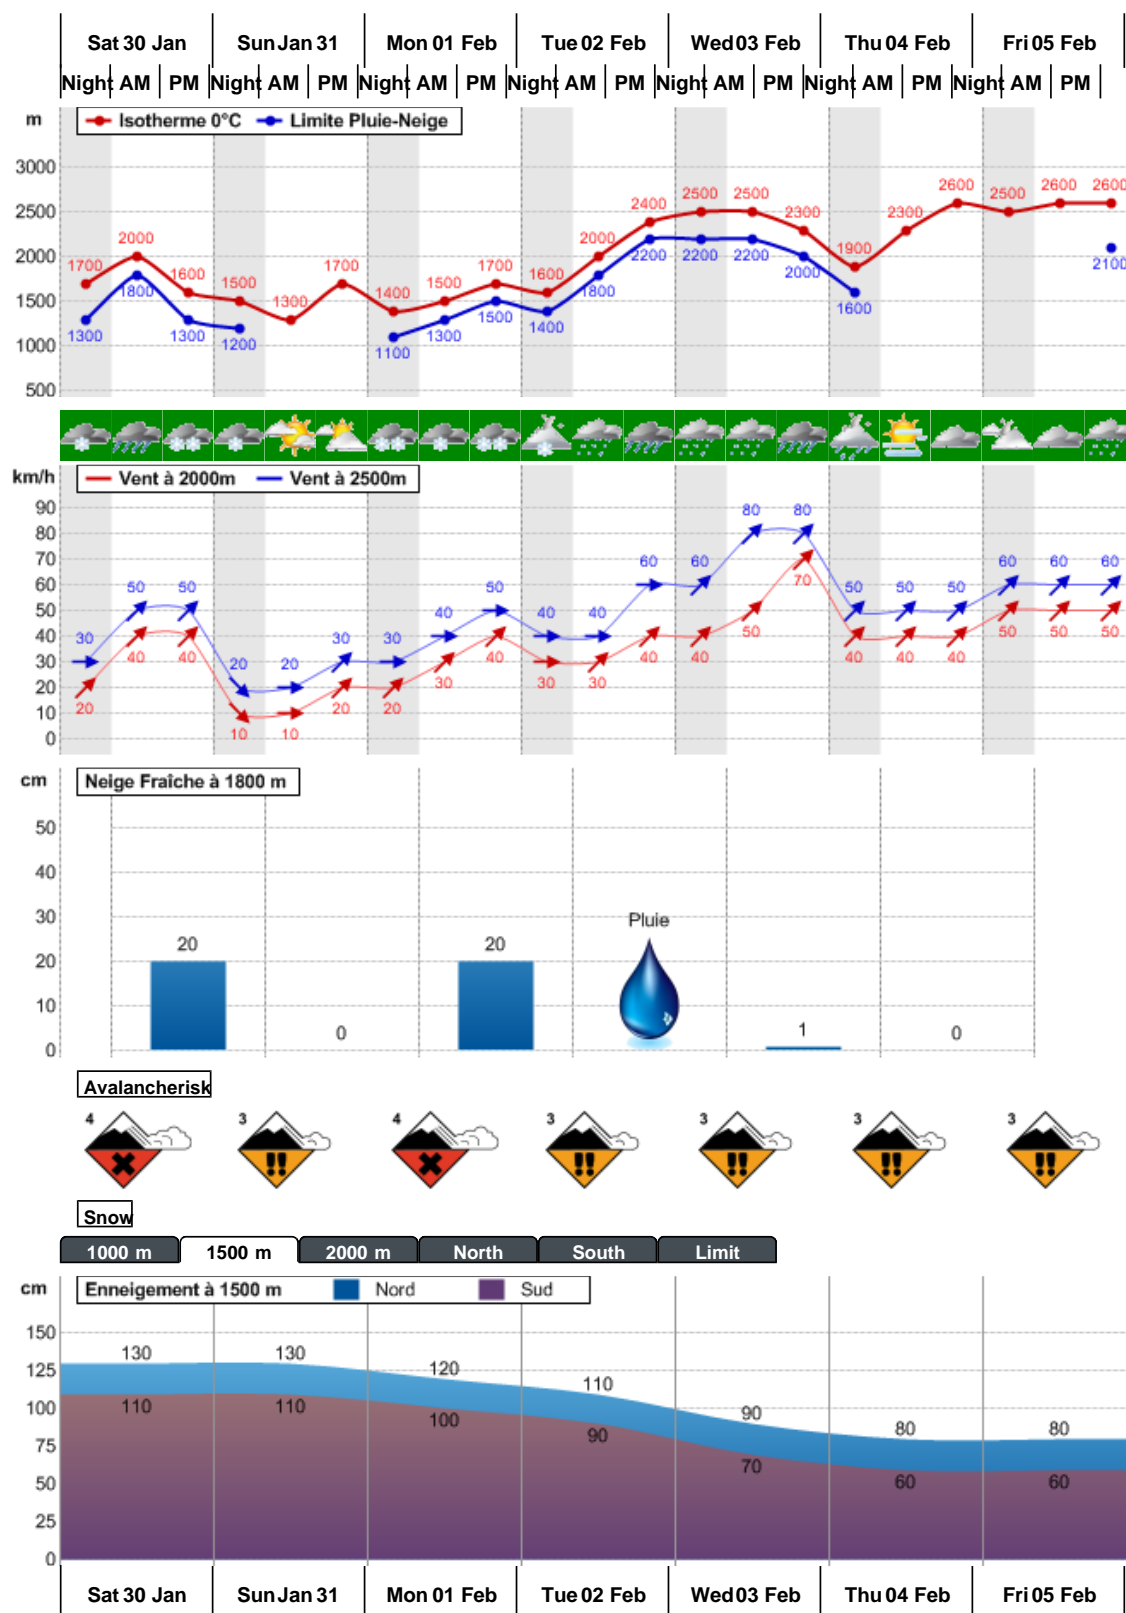 Sat 30 Jan Sun Jan 31 Mon 01 Feb Tue 02 Feb Wed 03 Feb Thu 04 Feb Fri 05 Feb
Night AM PM Night AM PM Night AM PM Night AM PM Night AM PM Night AM PM Night AM PM
m Isotherme 0°C Limite Pluie-Neige
3000
2600 2600 2600
2500 2400 2500 2500 2300 2300 2500
2000 2000 2000 1900 2200 2200 2200 2000 2100
1700 1600 1500 1700 1500 1700 1600 1800 1800 1600
1500 1300 1400 1500 1400
1300 1300 1200 1100 1300
1000
500
km/h Vent à 2000m Vent à 2500m
90
80 80 80
70 70
60 60 60 60 60 60
50 50 50 50 50 50 50 50 50 50 50
40 40 40 40 40 40 40 40 40 40 40 40
30 30 30 30 30 30 30
20 20 20 20 20 20
10 10 10
0
cm Neige Fraîche à 1800 m
50
40
30 Pluie
20 20 20
10
0 0 1 0
Avalancherisk
4 3 4 3 3 3 3
Snow
1000 m 1500 m 2000 m North South Limit
cm Enneigement à 1500 m Nord Sud
150
130 130 120 110 90 80 80
125
110 110 100 90 70 60 60
100
75
50
25
0
Sat 30 Jan Sun Jan 31 Mon 01 Feb Tue 02 Feb Wed 03 Feb Thu 04 Feb Fri 05 Feb